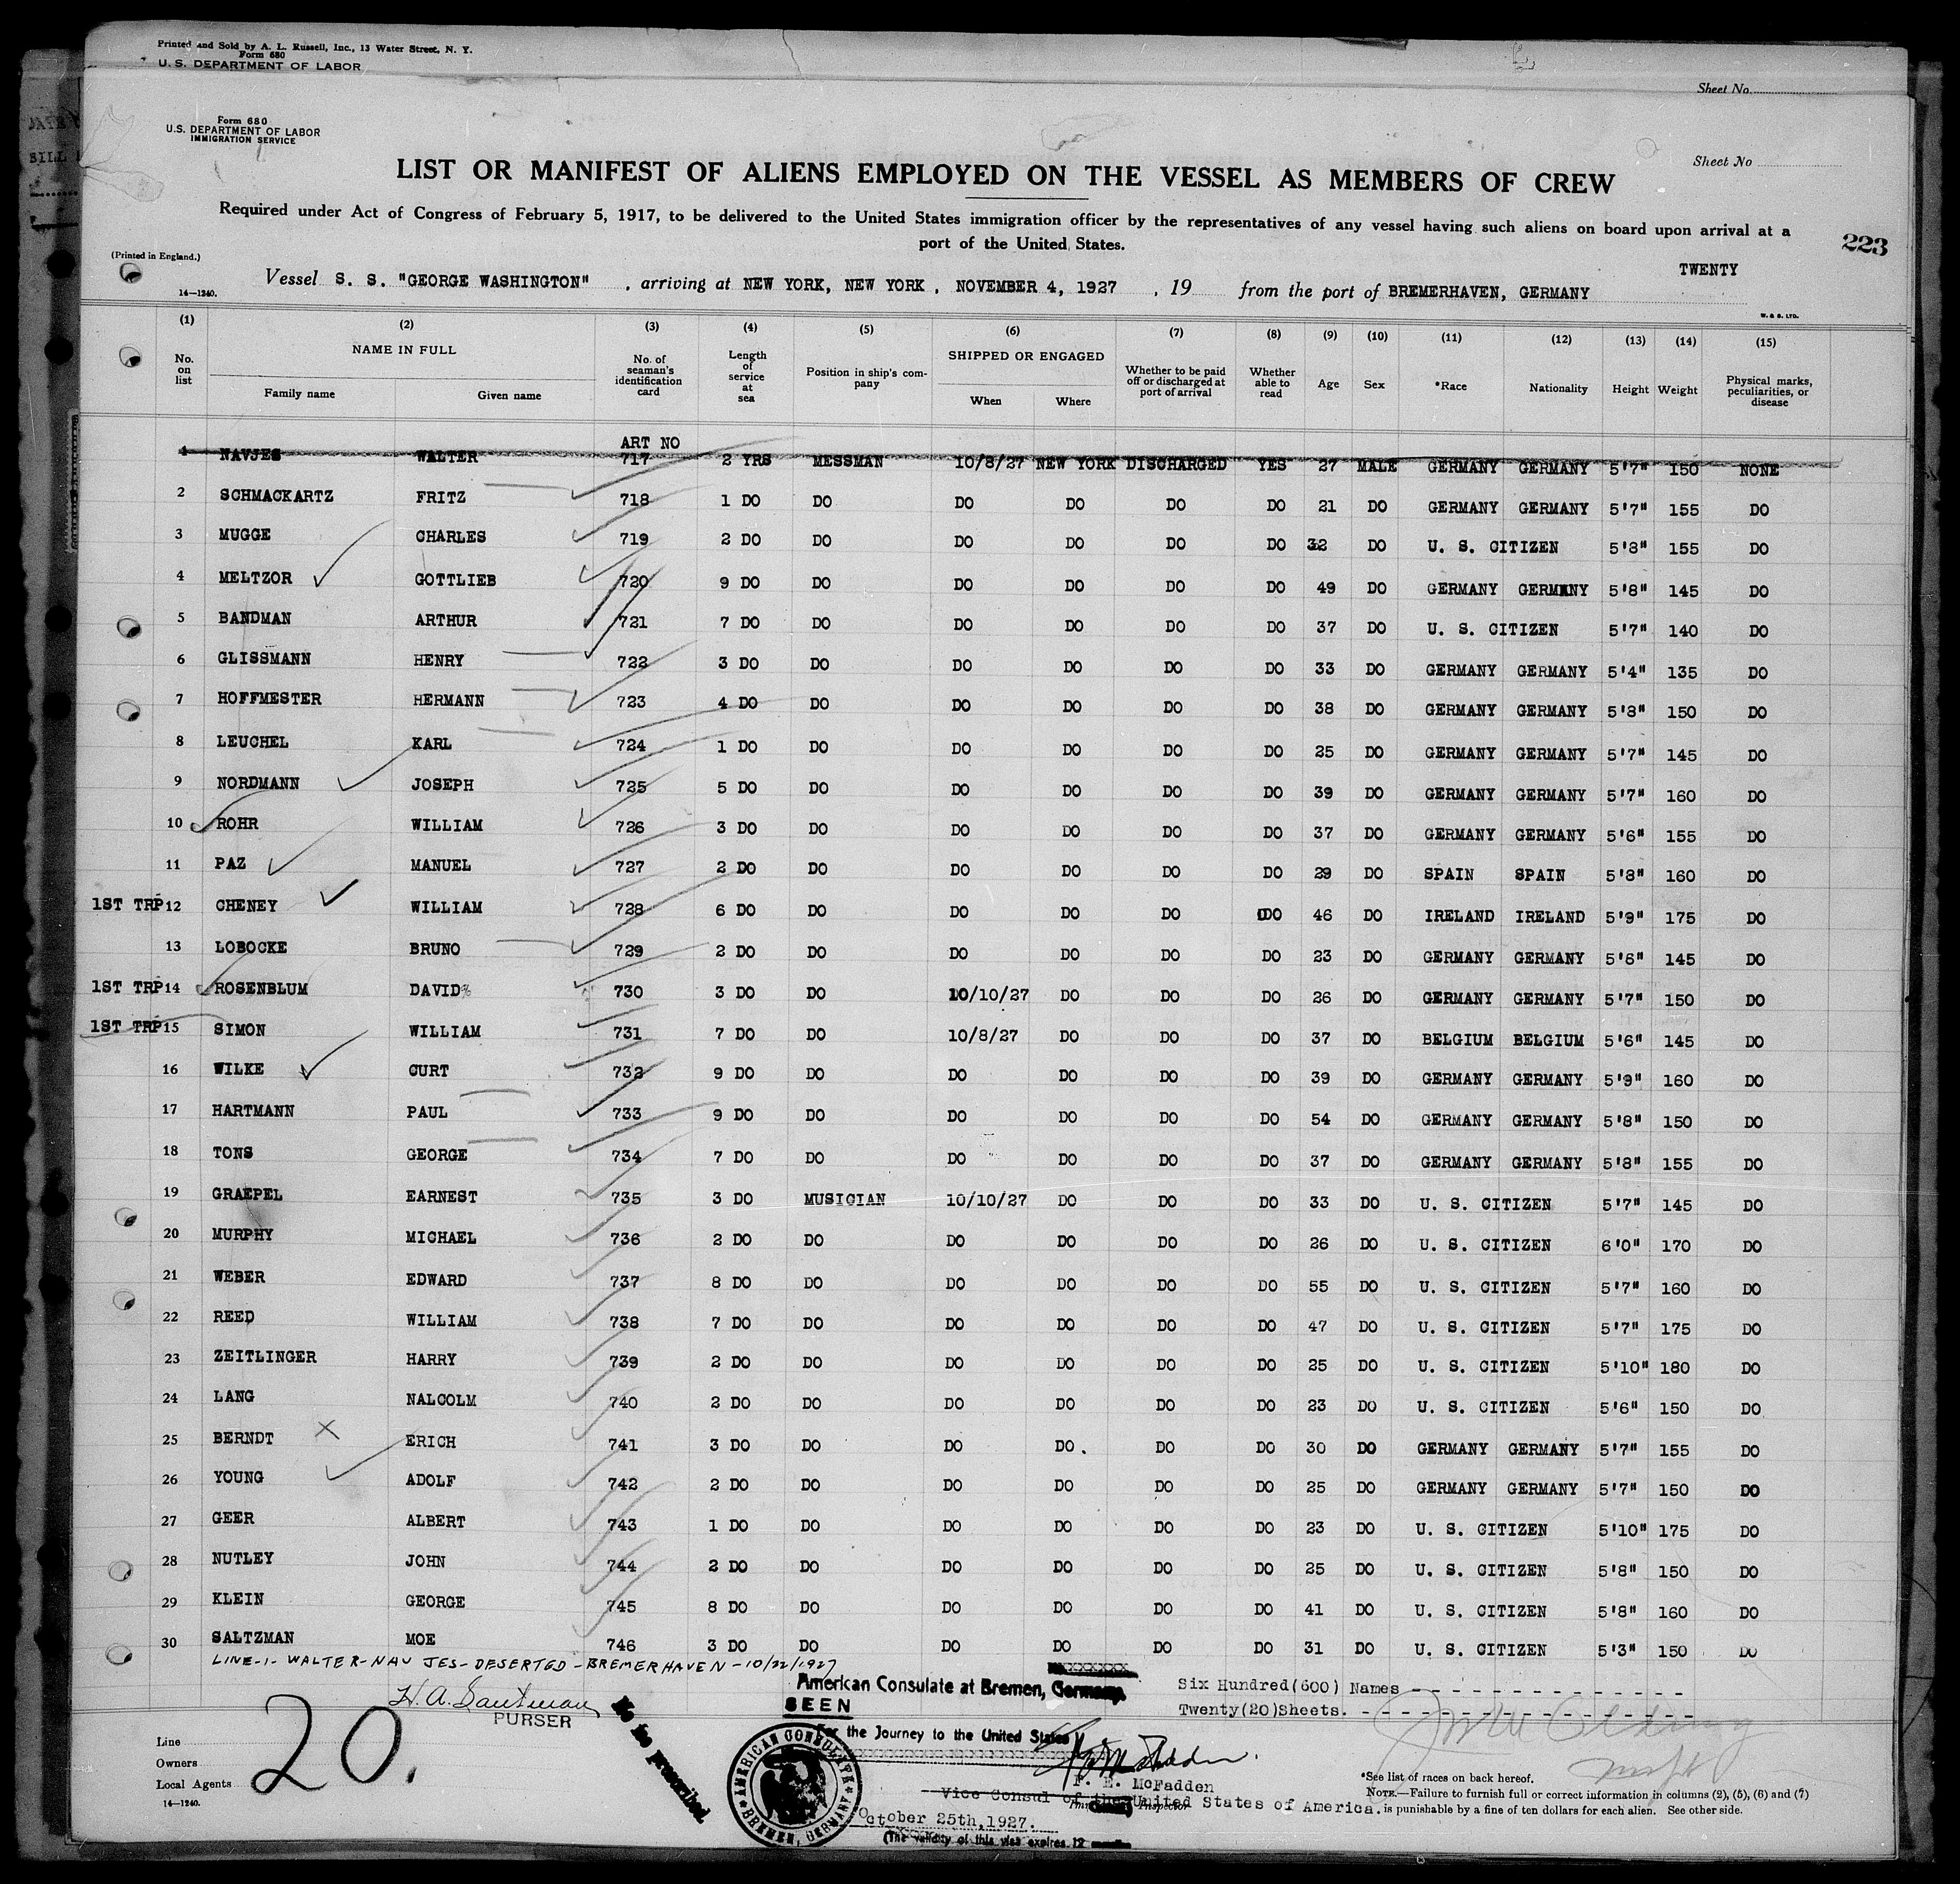 Printed and Sold by A. L. Russell, Inc., 13 Water Street, N. Y.
Form 680
U. S. DEPARTMENT OF LABOR
Sheet No.
Form 680
U.S. DEPARTMENT OF LABOR
IMMIGRATION SERVICE
Sheet No
LIST OR MANIFEST OF ALIENS EMPLOYED ON THE VESSEL AS MEMBERS OF CREW
Required under Act of Congress of February 5, 1917, to be delivered to the United States immigration officer by the representatives of any vessel having such aliens on board upon arrival at a
port of the United States.
223
(Printed in England.)
TWENTY
14—1240.
Vessel S. S. "GEORGE WASHINGTON" , arriving at NEW YORK, NEW YORK , NOVEMBER 4, 1927 , 19 from the port of BREMERHAVEN, GERMANY
W. & S. LTD.
(1) (2) (3) (4) (5) (6) (7) (8) (9) (10) (11) (12) (13) (14) (15)
No. on list NAME IN FULL Family name Given name No. of seaman's identification card Length of service at sea Position in ship's company SHIPPED OR ENGAGED When Where Whether to be paid off or discharged at port of arrival Whether able to read Age Sex *Race Nationality Height Weight Physical marks, peculiarities, or disease
ART NO
1 NAVJES WALTER 717 2 YRS MESSMAN 10/8/27 NEW YORK DISCHARGED YES 27 MALE GERMANY GERMANY 5'7" 150 NONE
2 SCHMACKARTZ FRITZ 718 1 DO DO DO DO DO DO 21 DO GERMANY GERMANY 5'7" 155 DO
3 MUGGE CHARLES 719 2 DO DO DO DO DO DO 32 DO U. S. CITIZEN 5'8" 155 DO
4 MELTZOR GOTTLIEB 720 9 DO DO DO DO DO DO 49 DO GERMANY GERMANY 5'8" 145 DO
5 BANDMAN ARTHUR 721 7 DO DO DO DO DO DO 37 DO U. S. CITIZEN 5'7" 140 DO
6 GLISSMANN HENRY 722 3 DO DO DO DO DO DO 33 DO GERMANY GERMANY 5'4" 135 DO
7 HOFFMESTER HERMANN 723 4 DO DO DO DO DO DO 38 DO GERMANY GERMANY 5'8" 150 DO
8 LEUCHEL KARL 724 1 DO DO DO DO DO DO 25 DO GERMANY GERMANY 5'7" 145 DO
9 NORDMANN JOSEPH 725 5 DO DO DO DO DO DO 39 DO GERMANY GERMANY 5'7" 160 DO
10 ROHR WILLIAM 726 3 DO DO DO DO DO DO 37 DO GERMANY GERMANY 5'6" 155 DO
11 PAZ MANUEL 727 2 DO DO DO DO DO DO 29 DO SPAIN SPAIN 5'8" 160 DO
1ST TRP 12 CHENEY WILLIAM 728 6 DO DO DO DO DO DO 46 DO IRELAND IRELAND 5'9" 175 DO
13 LOBOCKE BRUNO 729 2 DO DO DO DO DO DO 23 DO GERMANY GERMANY 5'6" 145 DO
1ST TRP 14 ROSENBLUM DAVID 730 3 DO DO 10/10/27 DO DO DO 26 DO GERMANY GERMANY 5'7" 150 DO
1ST TRP 15 SIMON WILLIAM 731 7 DO DO 10/8/27 DO DO DO 37 DO BELGIUM BELGIUM 5'6" 145 DO
16 WILKE CURT 732 9 DO DO DO DO DO DO 39 DO GERMANY GERMANY 5'9" 160 DO
17 HARTMANN PAUL 733 9 DO DO DO DO DO DO 54 DO GERMANY GERMANY 5'8" 150 DO
18 TONS GEORGE 734 7 DO DO DO DO DO DO 37 DO GERMANY GERMANY 5'8" 155 DO
19 GRAEPEL EARNEST 735 3 DO MUSICIAN 10/10/27 DO DO DO 33 DO U. S. CITIZEN 5'7" 145 DO
20 MURPHY MICHAEL 736 2 DO DO DO DO DO DO 26 DO U. S. CITIZEN 6'0" 170 DO
21 WEBER EDWARD 737 8 DO DO DO DO DO DO 55 DO U. S. CITIZEN 5'7" 160 DO
22 REED WILLIAM 738 7 DO DO DO DO DO DO 47 DO U. S. CITIZEN 5'7" 175 DO
23 ZEITLINGER HARRY 739 2 DO DO DO DO DO DO 25 DO U. S. CITIZEN 5'10" 180 DO
24 LANG NALCOLM 740 2 DO DO DO DO DO DO 23 DO U. S. CITIZEN 5'6" 150 DO
25 BERNDT ERICH 741 3 DO DO DO DO. DO DO 30 DO GERMANY GERMANY 5'7" 155 DO
26 YOUNG ADOLF 742 2 DO DO DO DO DO DO 25 DO GERMANY GERMANY 5'7" 150 DO
27 GEER ALBERT 743 1 DO DO DO DO DO DO 23 DO U. S. CITIZEN 5'10" 175 DO
28 NUTLEY JOHN 744 2 DO DO DO DO DO DO 25 DO U. S. CITIZEN 5'8" 150 DO
29 KLEIN GEORGE 745 8 DO DO DO DO DO DO 41 DO U. S. CITIZEN 5'8" 160 DO
30 SALTZMAN MOE 746 3 DO DO DO DO DO DO 31 DO U. S. CITIZEN 5'3" 150 DO
LINE-1- WALTER-NAV JES-DESERTED-BREMERHAVEN-10/22/1927
American Consulate at Bremen, Germany.
SEEN
Six Hundred(600) Names
Twenty(20)Sheets.
H. A.
PURSER
No fee prescribed
For the Journey to the United States
AMERICAN CONSULATE BREMEN, GERMANY
F. E. McFadden
Vice Consul of the United States of America.
October 25th, 1927.
(The validity of this visa expires 12
Line
Owners
Local Agents
14—1240.
20.
*See list of races on back hereof.
NOTE.—Failure to furnish full or correct information in columns (2), (5), (6) and (7)
is punishable by a fine of ten dollars for each alien. See other side.